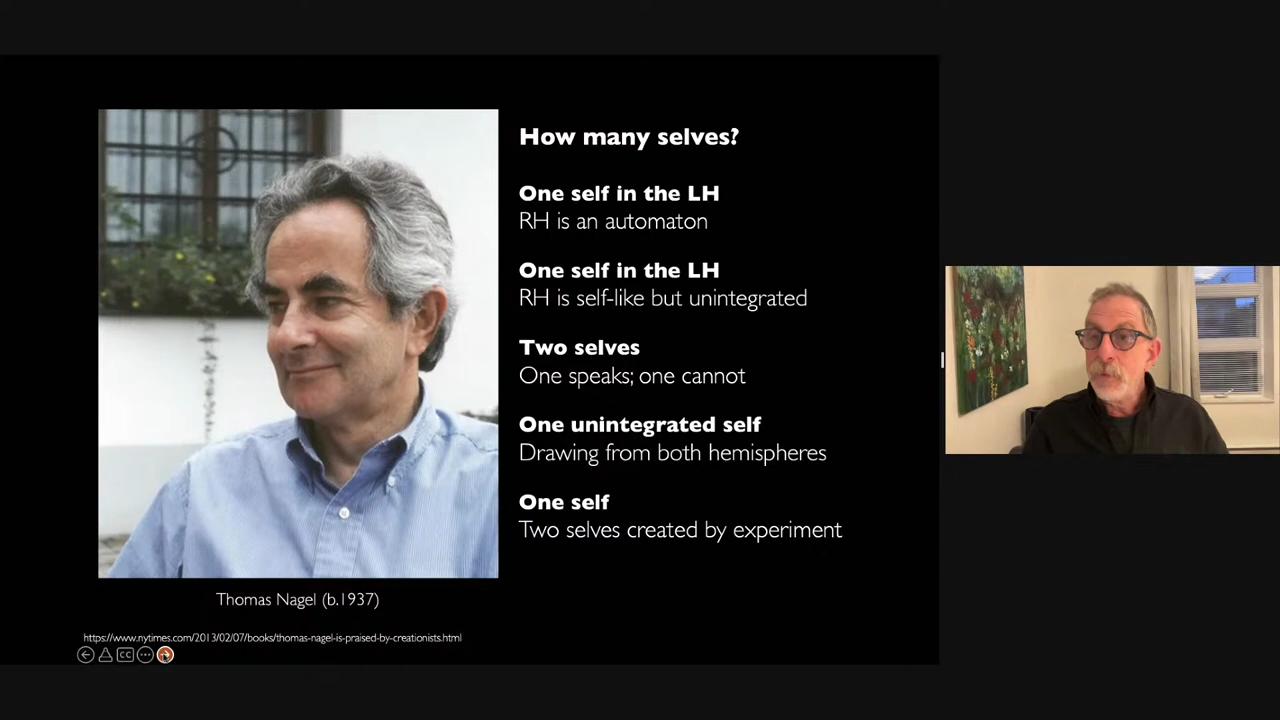 How many selves?
One self in the LH
RH is an automaton
One self in the LH
RH is self-like but unintegrated
Two selves
One speaks; one cannot
One unintegrated self
Drawing from both hemispheres
One self
Two selves created by experiment
Thomas Nagel (b.1937)
https://www.nytimes.com/2013/02/07/books/thomas-nagel-is-praised-by-creationists.html
CC